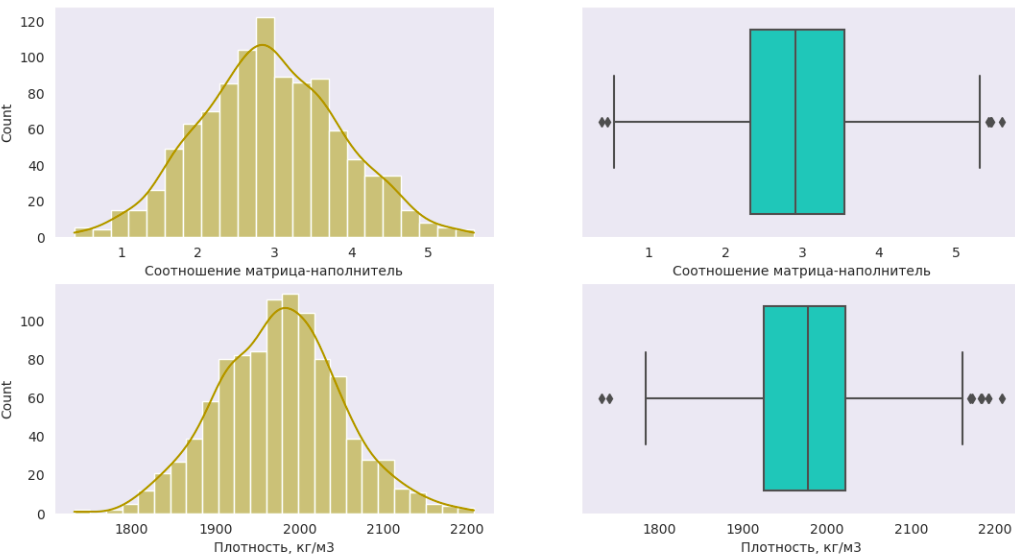 120
100
80
60
40
20
0
Count
1 2 3 4 5
Соотношение матрица-наполнитель
1 2 3 4 5
Соотношение матрица-наполнитель
100
80
60
40
20
0
Count
1800 1900 2000 2100 2200
Плотность, кг/м3
1800 1900 2000 2100 2200
Плотность, кг/м3